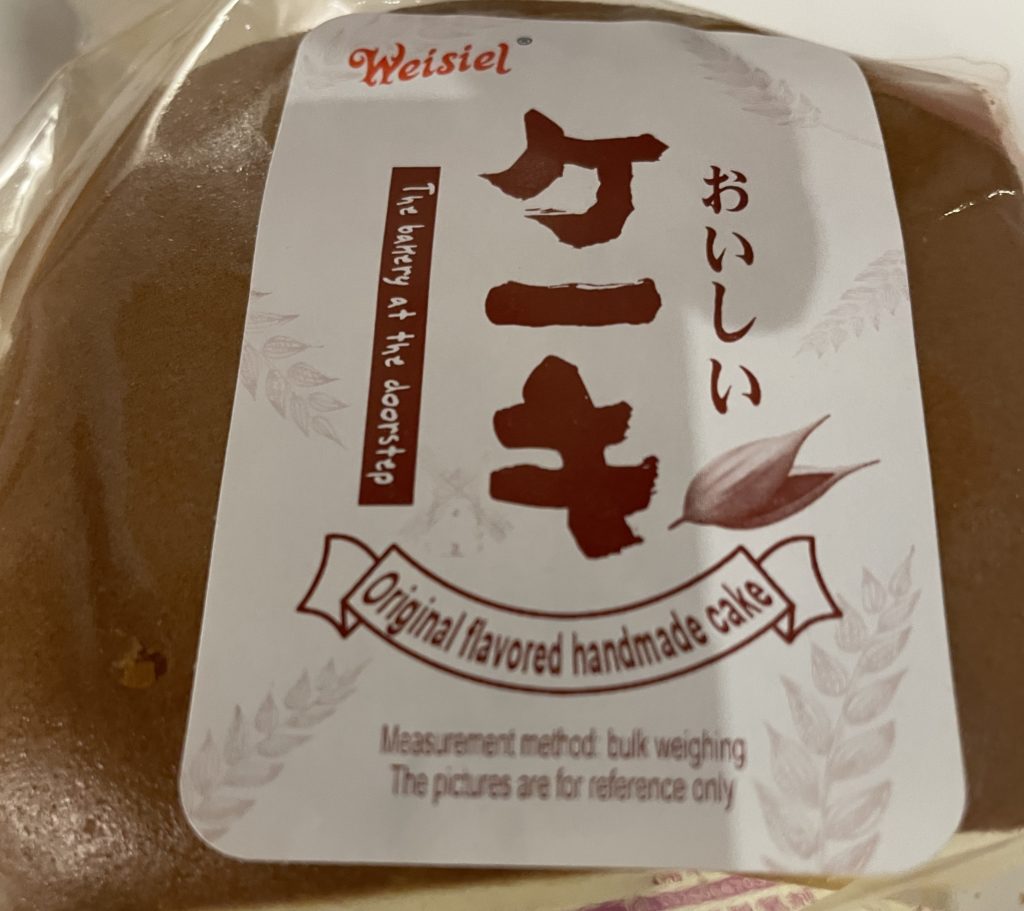 Weisiel®
おいしい
ケーキ
The bakery at the doorstep
Original flavored handmade cake
Measurement method: bulk weighing
The pictures are for reference only